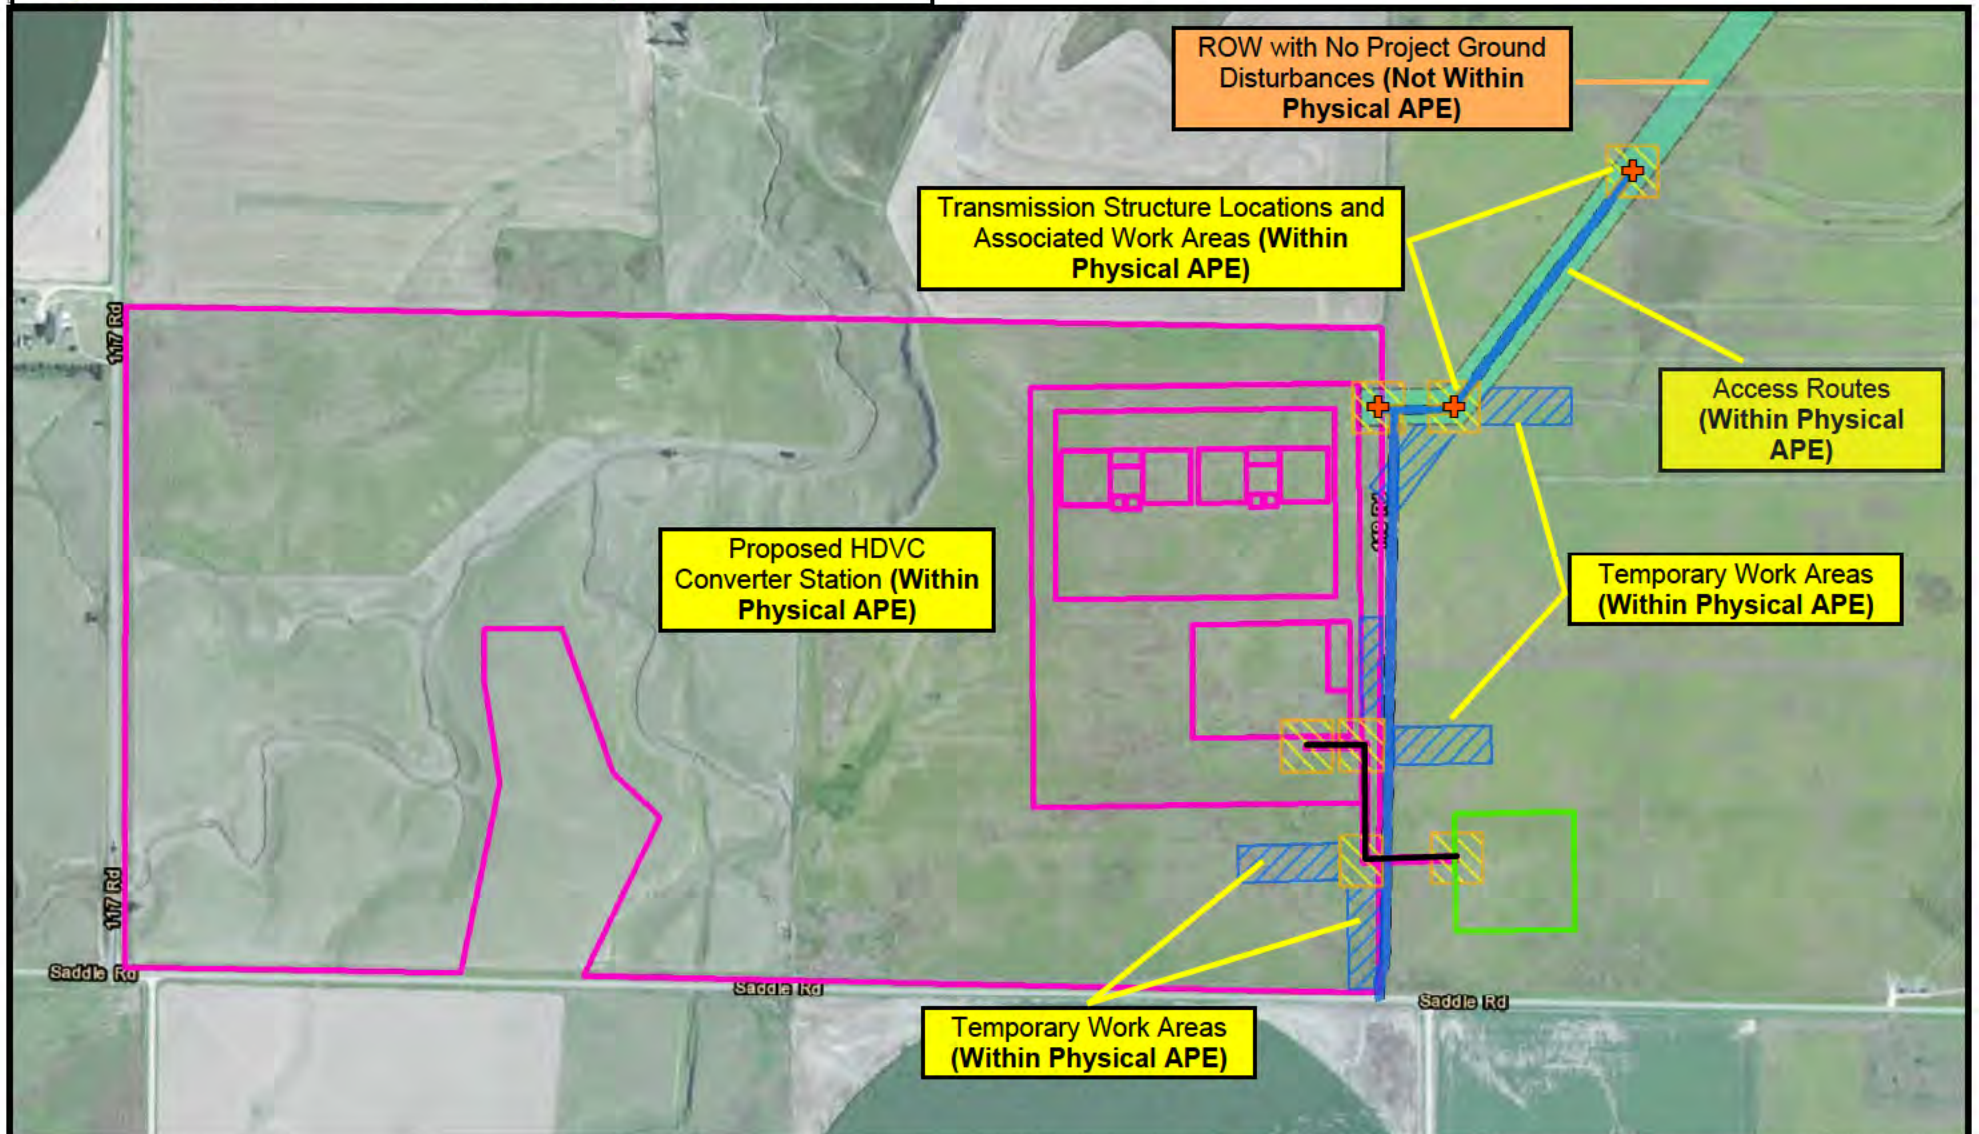 ROW with No Project Ground
Disturbances (Not Within
Physical APE)
Transmission Structure Locations and
Associated Work Areas (Within
Physical APE)
117 Rd
Access Routes
(Within Physical
APE)
Proposed HDVC
Converter Station (Within
Physical APE)
Temporary Work Areas
(Within Physical APE)
117 Rd
Saddle Rd
Saddle Rd
Saddle Rd
Temporary Work Areas
(Within Physical APE)